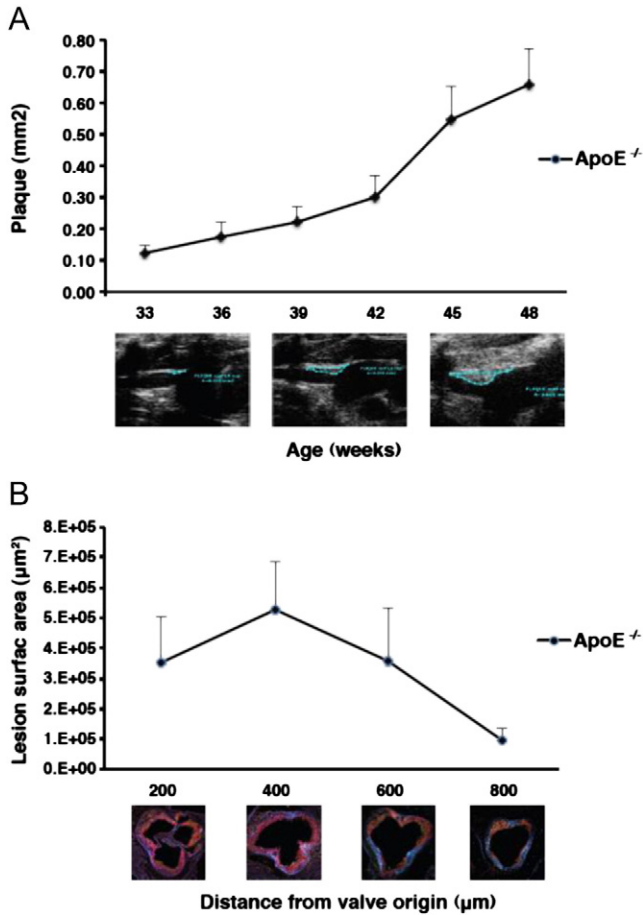 A
Plaque (mm2)
0.80
0.70
0.60
0.50
0.40
0.30
0.20
0.10
0.00
33 36 39 42 45 48
ApoE -/-
Age (weeks)
B
Lesion surfac area (µm²)
8.E+05
7.E+05
6.E+05
5.E+05
4.E+05
3.E+05
2.E+05
1.E+05
0.E+00
200 400 600 800
ApoE -/-
Distance from valve origin (µm)